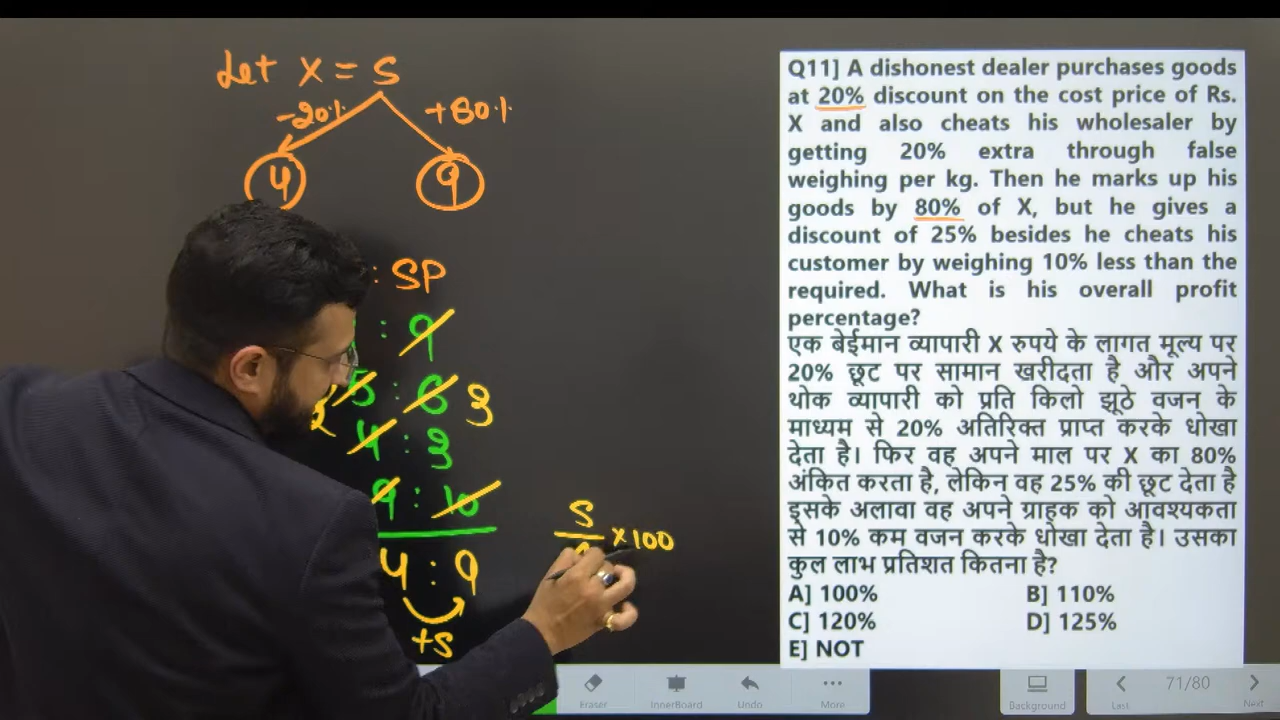 Let x = 5
-20% +80%
4 9
: SP
: 9
5 : 6 3
4 : 3
9 : 10
4 : 9
+5
5
× 100
Q11] A dishonest dealer purchases goods
at 20% discount on the cost price of Rs.
X and also cheats his wholesaler by
getting 20% extra through false
weighing per kg. Then he marks up his
goods by 80% of X, but he gives a
discount of 25% besides he cheats his
customer by weighing 10% less than the
required. What is his overall profit
percentage?
एक बेईमान व्यापारी X रुपये के लागत मूल्य पर
20% छूट पर सामान खरीदता है और अपने
थोक व्यापारी को प्रति किलो झूठे वजन के
माध्यम से 20% अतिरिक्त प्राप्त करके धोखा
देता है। फिर वह अपने माल पर X का 80%
अंकित करता है, लेकिन वह 25% की छूट देता है
इसके अलावा वह अपने ग्राहक को आवश्यकता
से 10% कम वजन करके धोखा देता है। उसका
कुल लाभ प्रतिशत कितना है?
A] 100% B] 110%
C] 120% D] 125%
E] NOT
Eraser InnerBoard Undo More Background Last 71/80 Next